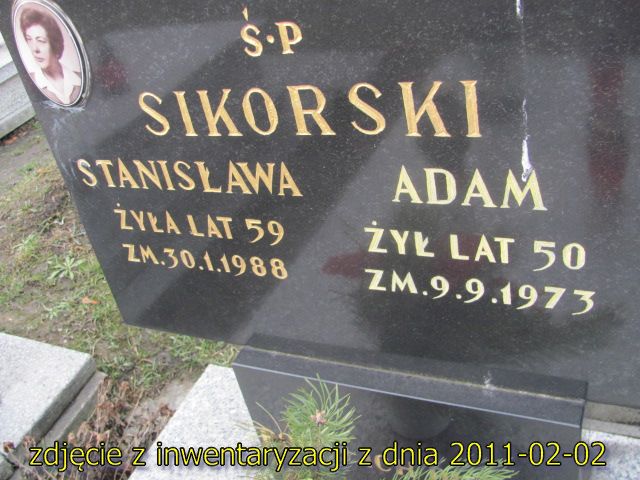 Ś.P
SIKORSKI
STANISŁAWA
ŻYŁA LAT 59
ZM.30.1.1988
ADAM
ŻYŁ LAT 50
ZM.9.9.1973
zdjęcie z inwentaryzacji z dnia 2011-02-02